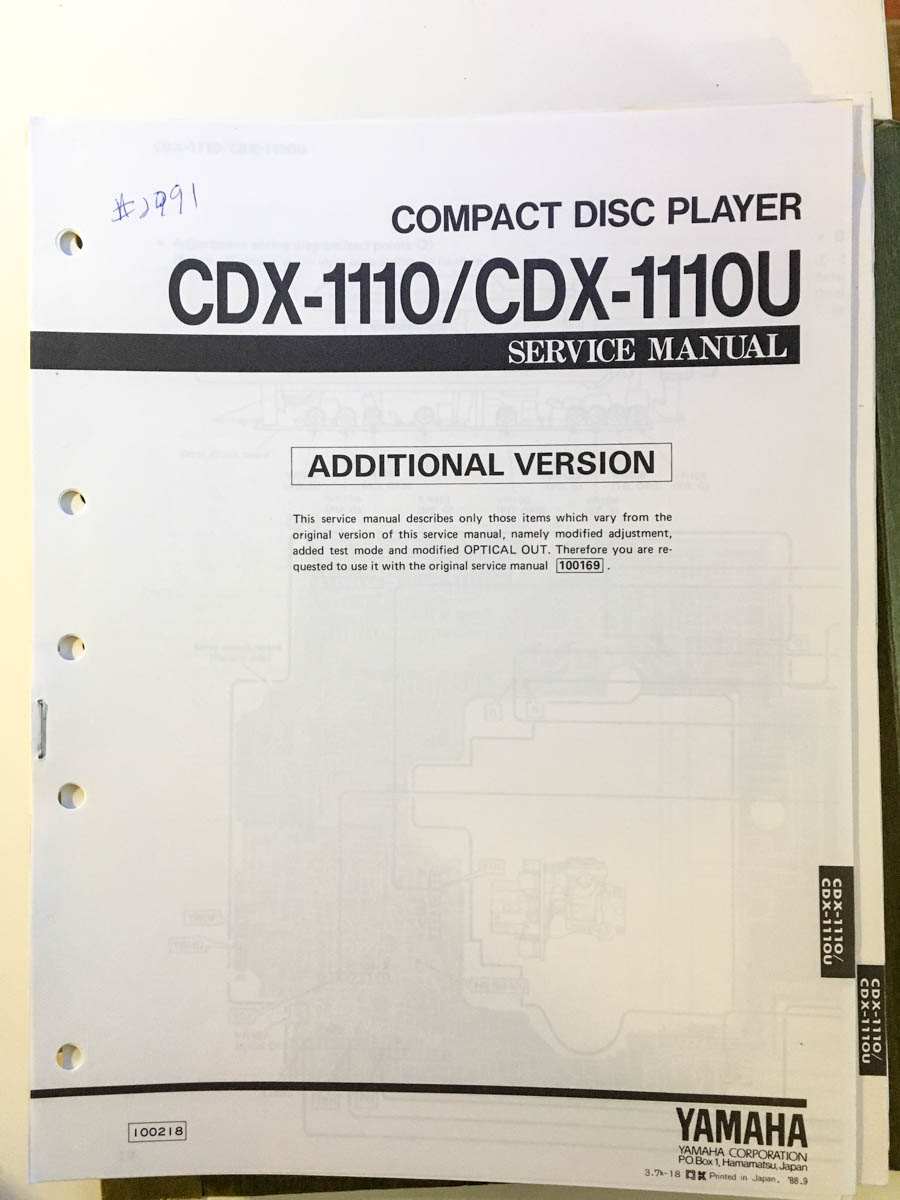 #2991
COMPACT DISC PLAYER
CDX-1110/CDX-1110U
SERVICE MANUAL
ADDITIONAL VERSION
This service manual describes only those items which vary from the
original version of this service manual, namely modified adjustment,
added test mode and modified OPTICAL OUT. Therefore you are re-
quested to use it with the original service manual 100169 .
CDX-1110/
CDX-1110U
CDX-1110/
CDX-1110U
100218
YAMAHA
YAMAHA CORPORATION
P.O.Box 1, Hamamatsu, Japan
3.7k-18 Printed in Japan. '88.9